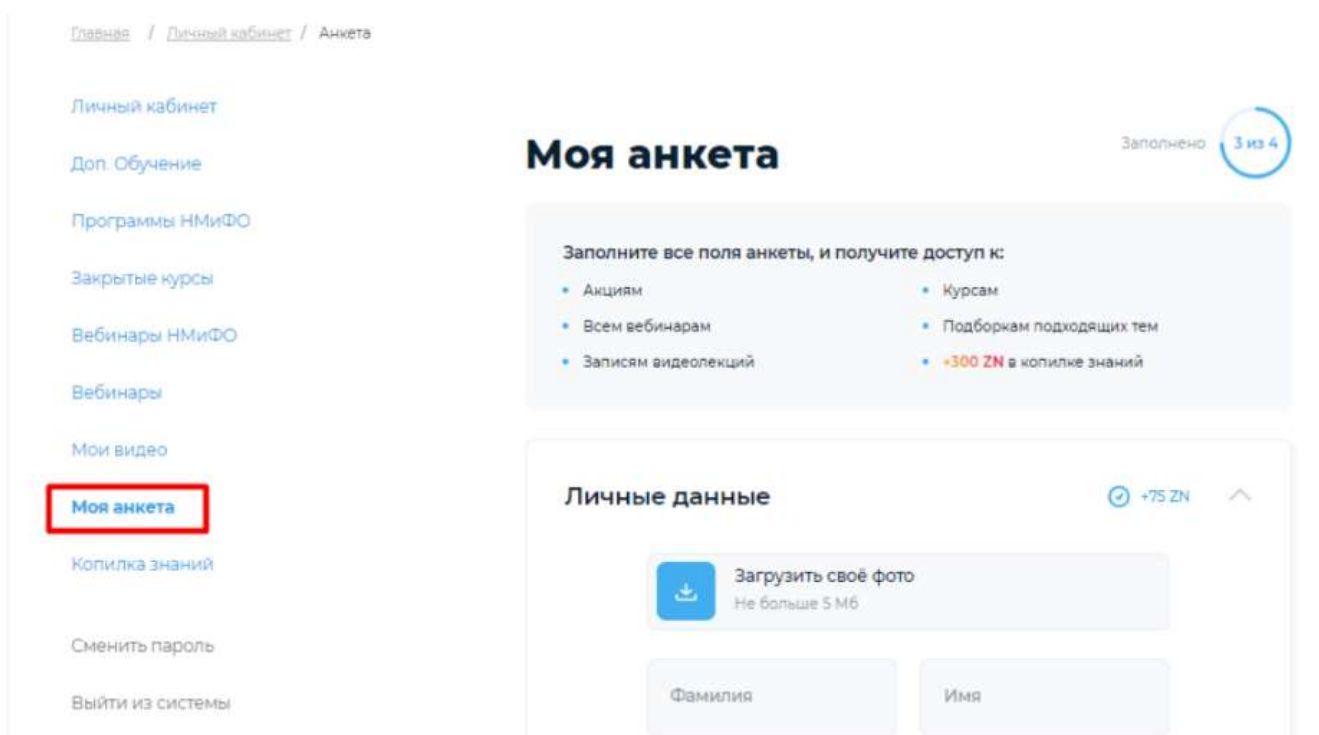 Главная / Личный кабинет / Анкета
Личный кабинет
Доп. Обучение
Программы НМиФО
Закрытые курсы
Вебинары НМиФО
Вебинары
Мои видео
Моя анкета
Копилка знаний
Сменить пароль
Выйти из системы
Моя анкета
Заполнено 3 из 4
Заполните все поля анкеты, и получите доступ к:
• Акциям
• Всем вебинарам
• Записям видеолекций
• Курсам
• Подборкам подходящих тем
• +300 ZN в копилке знаний
Личные данные
+75 ZN
Загрузить своё фото
Не больше 5 Мб
Фамилия
Имя